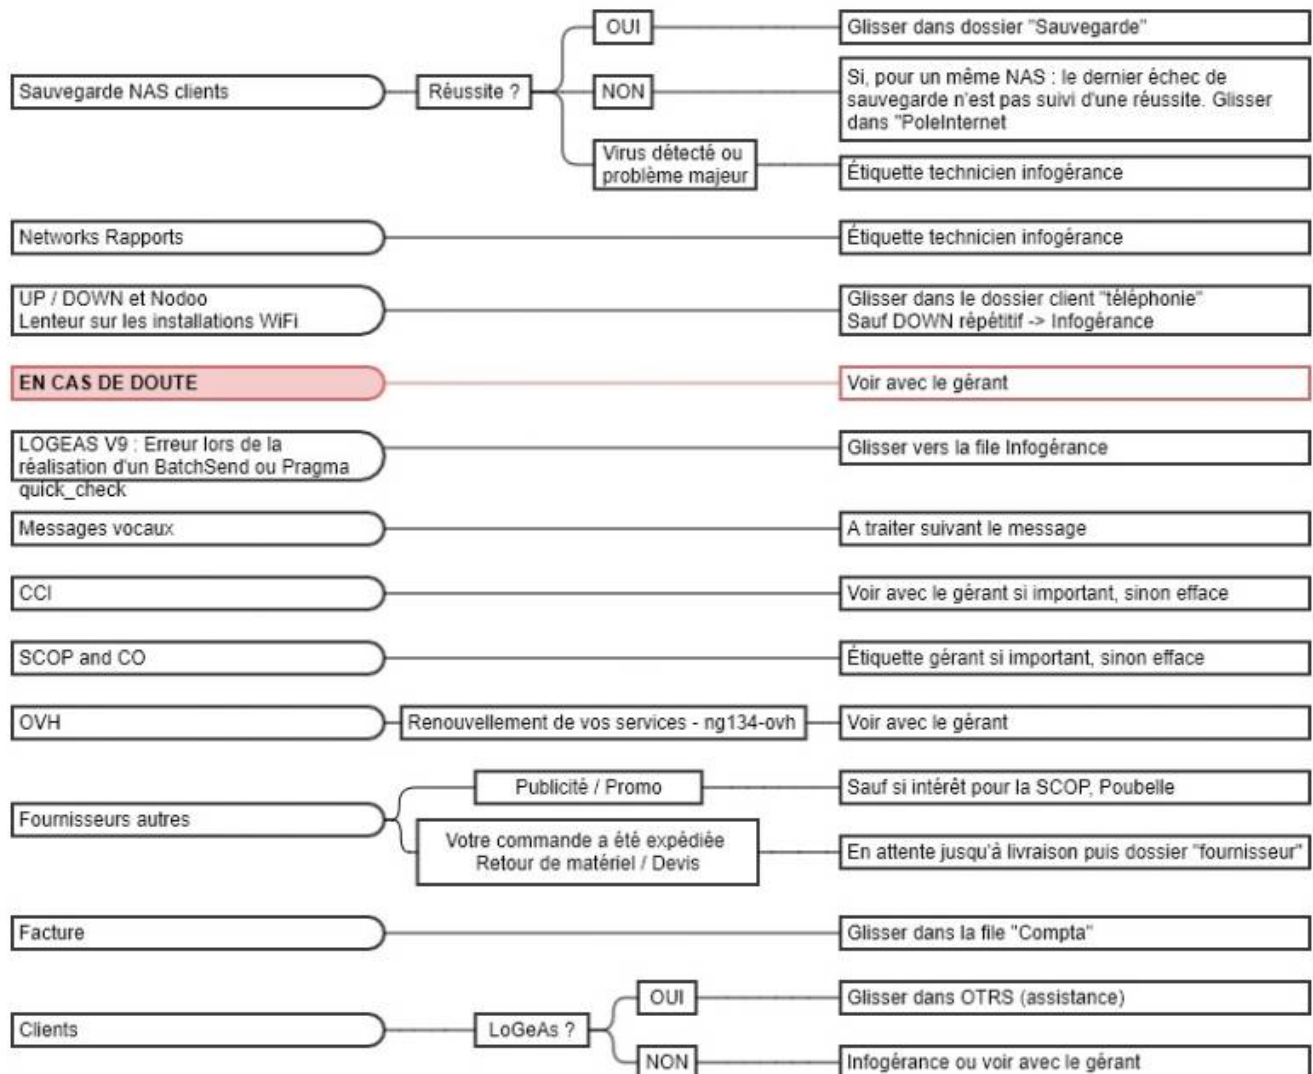 OUI
Glisser dans dossier "Sauvegarde"
Sauvegarde NAS clients
Réussite ?
NON
Si, pour un même NAS : le dernier échec de
sauvegarde n'est pas suivi d'une réussite. Glisser
dans "PoleInternet
Virus détecté ou
problème majeur
Étiquette technicien infogérance
Networks Rapports
Étiquette technicien infogérance
UP / DOWN et Nodoo
Lenteur sur les installations WiFi
Glisser dans le dossier client "téléphonie"
Sauf DOWN répétitif -> Infogérance
EN CAS DE DOUTE
Voir avec le gérant
LOGEAS V9 : Erreur lors de la
réalisation d'un BatchSend ou Pragma
quick_check
Glisser vers la file Infogérance
Messages vocaux
A traiter suivant le message
CCI
Voir avec le gérant si important, sinon efface
SCOP and CO
Étiquette gérant si important, sinon efface
OVH
Renouvellement de vos services - ng134-ovh
Voir avec le gérant
Fournisseurs autres
Publicité / Promo
Sauf si intérêt pour la SCOP, Poubelle
Votre commande a été expédiée
Retour de matériel / Devis
En attente jusqu'à livraison puis dossier "fournisseur"
Facture
Glisser dans la file "Compta"
Clients
LoGeAs ?
OUI
Glisser dans OTRS (assistance)
NON
Infogérance ou voir avec le gérant